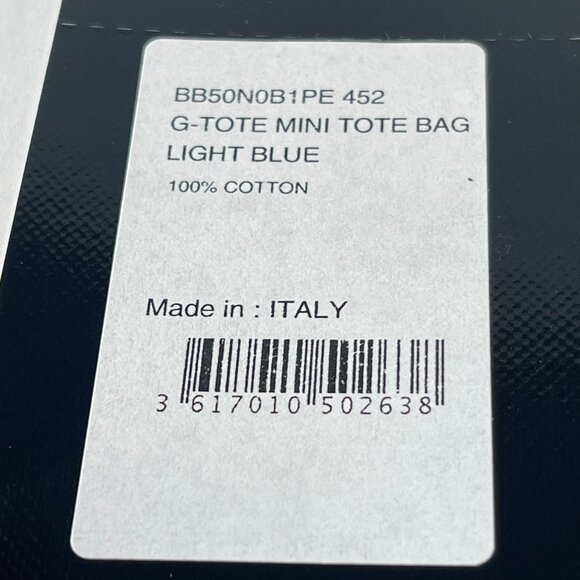 BB50N0B1PE 452
G-TOTE MINI TOTE BAG
LIGHT BLUE
100% COTTON
Made in : ITALY
3 617010 502638